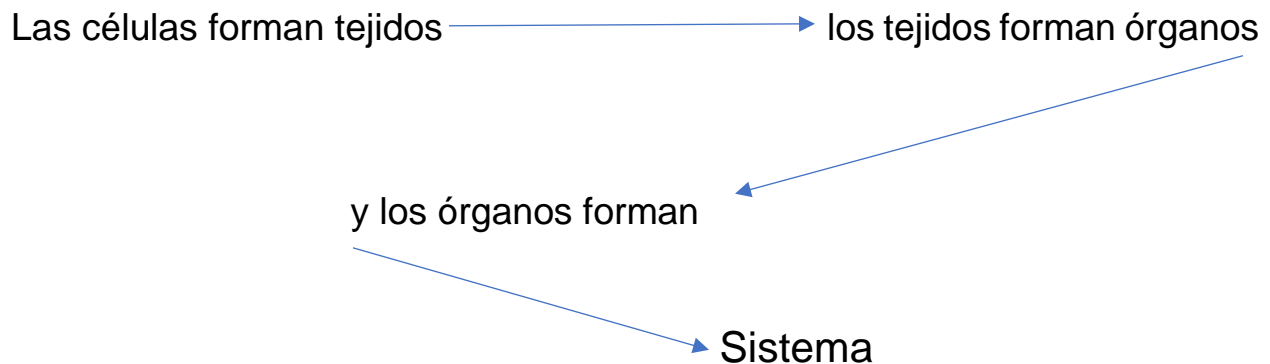 Las células forman tejidos
los tejidos forman órganos
y los órganos forman
Sistema